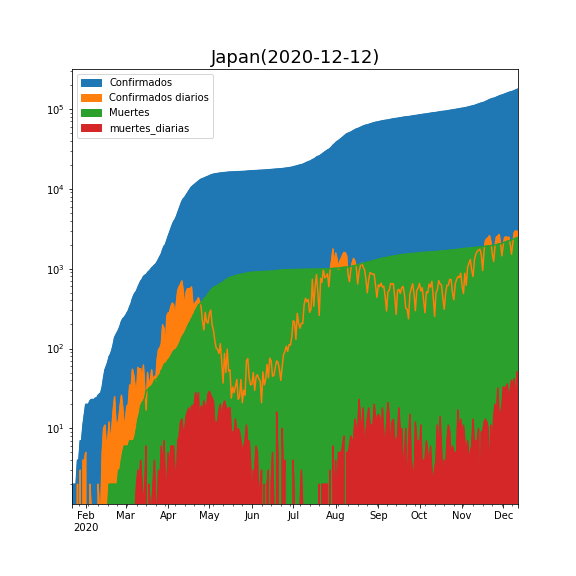 Japan(2020-12-12)
Confirmados
Confirmados diarios
Muertes
muertes_diarias
10⁵
10⁴
10³
10²
10¹
Feb Mar Apr May Jun Jul Aug Sep Oct Nov Dec
2020